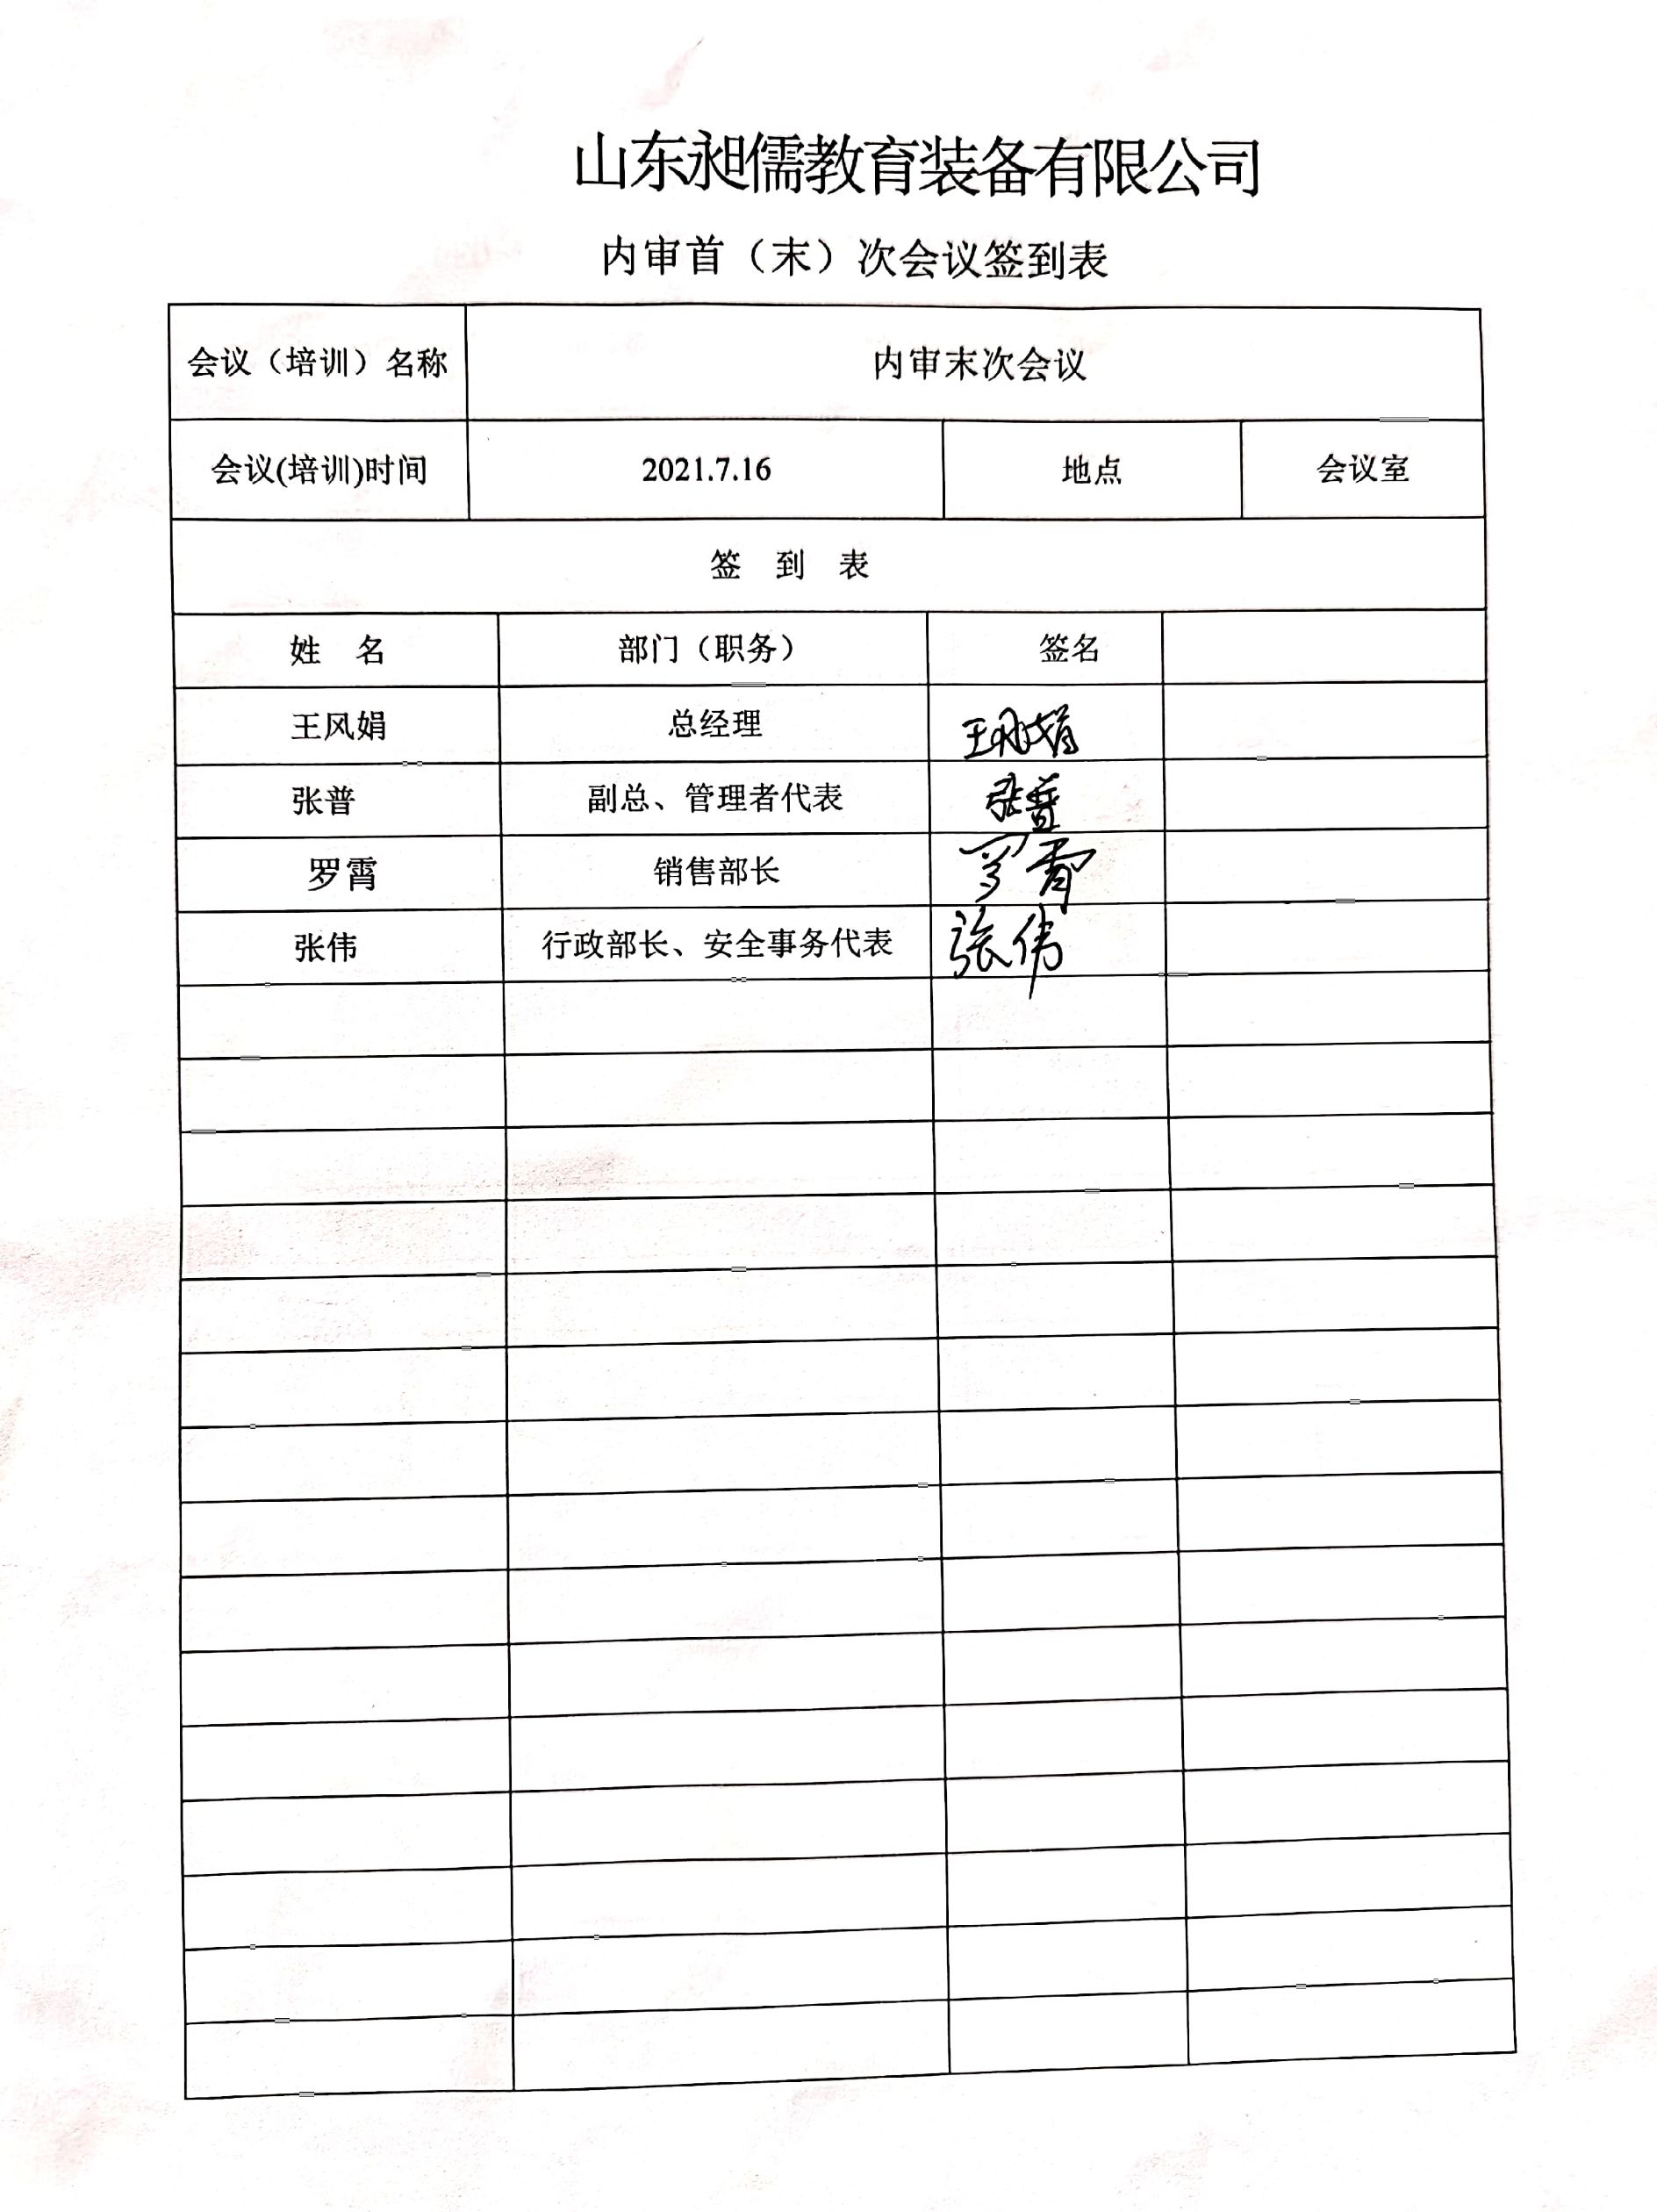 山东昶儒教育装备有限公司
内审首（末）次会议签到表
会议（培训）名称 内审末次会议
会议(培训)时间 2021.7.16 地点 会议室
签 到 表
姓 名 部门（职务） 签名
王风娟 总经理 王风娟
张普 副总、管理者代表 张普
罗霄 销售部长 罗霄
张伟 行政部长、安全事务代表 张伟